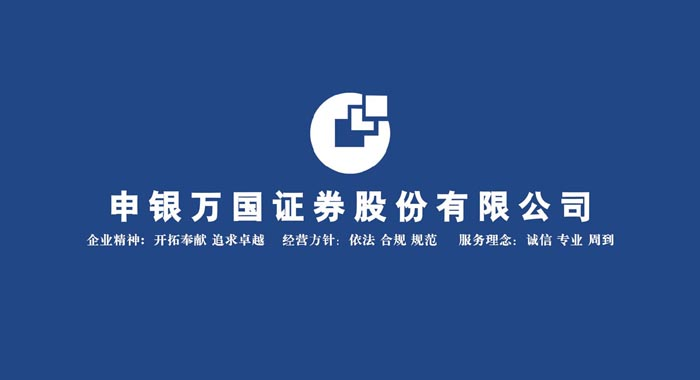 申银万国证券股份有限公司
企业精神：开拓奉献 追求卓越 经营方针：依法 合规 规范 服务理念：诚信 专业 周到